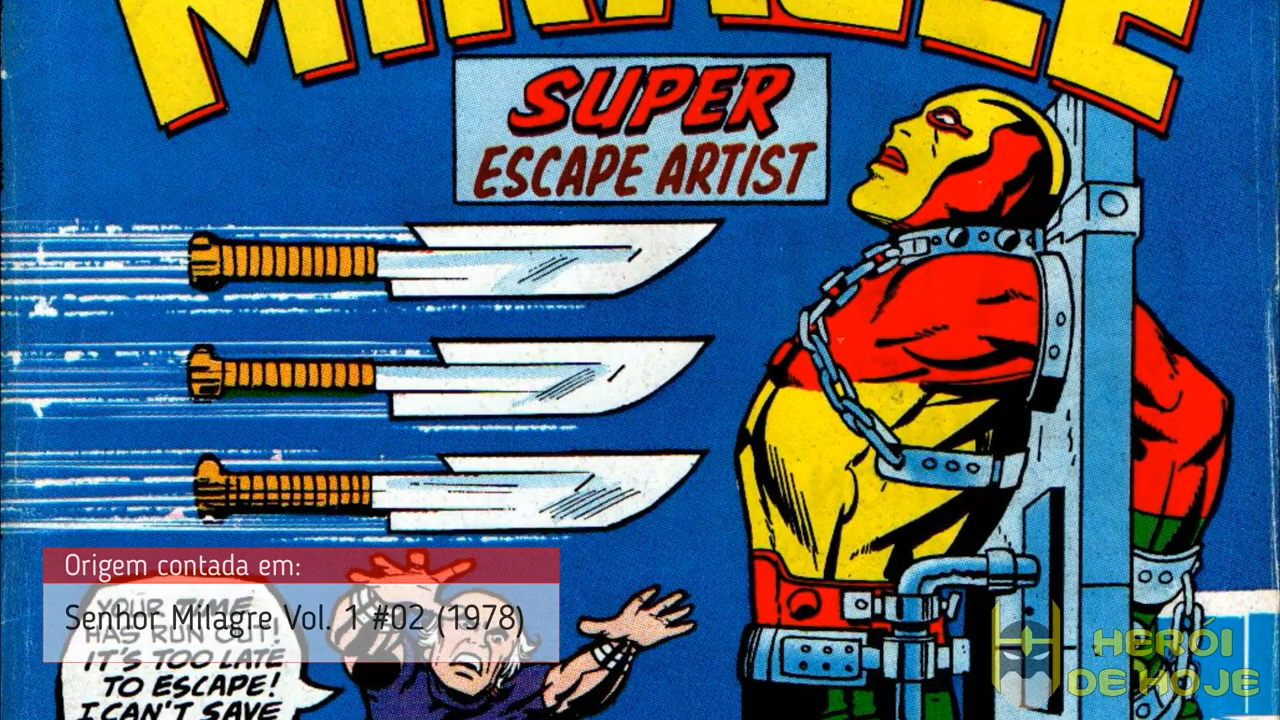 MIRACLE
SUPER
ESCAPE ARTIST
Origem contada em:
Senhor Milagre Vol. 1 #02 (1978)
YOUR TIME
HAS RUN OUT!
IT'S TOO LATE
TO ESCAPE!
I CAN'T SAVE
HERÓI
DE HOJE